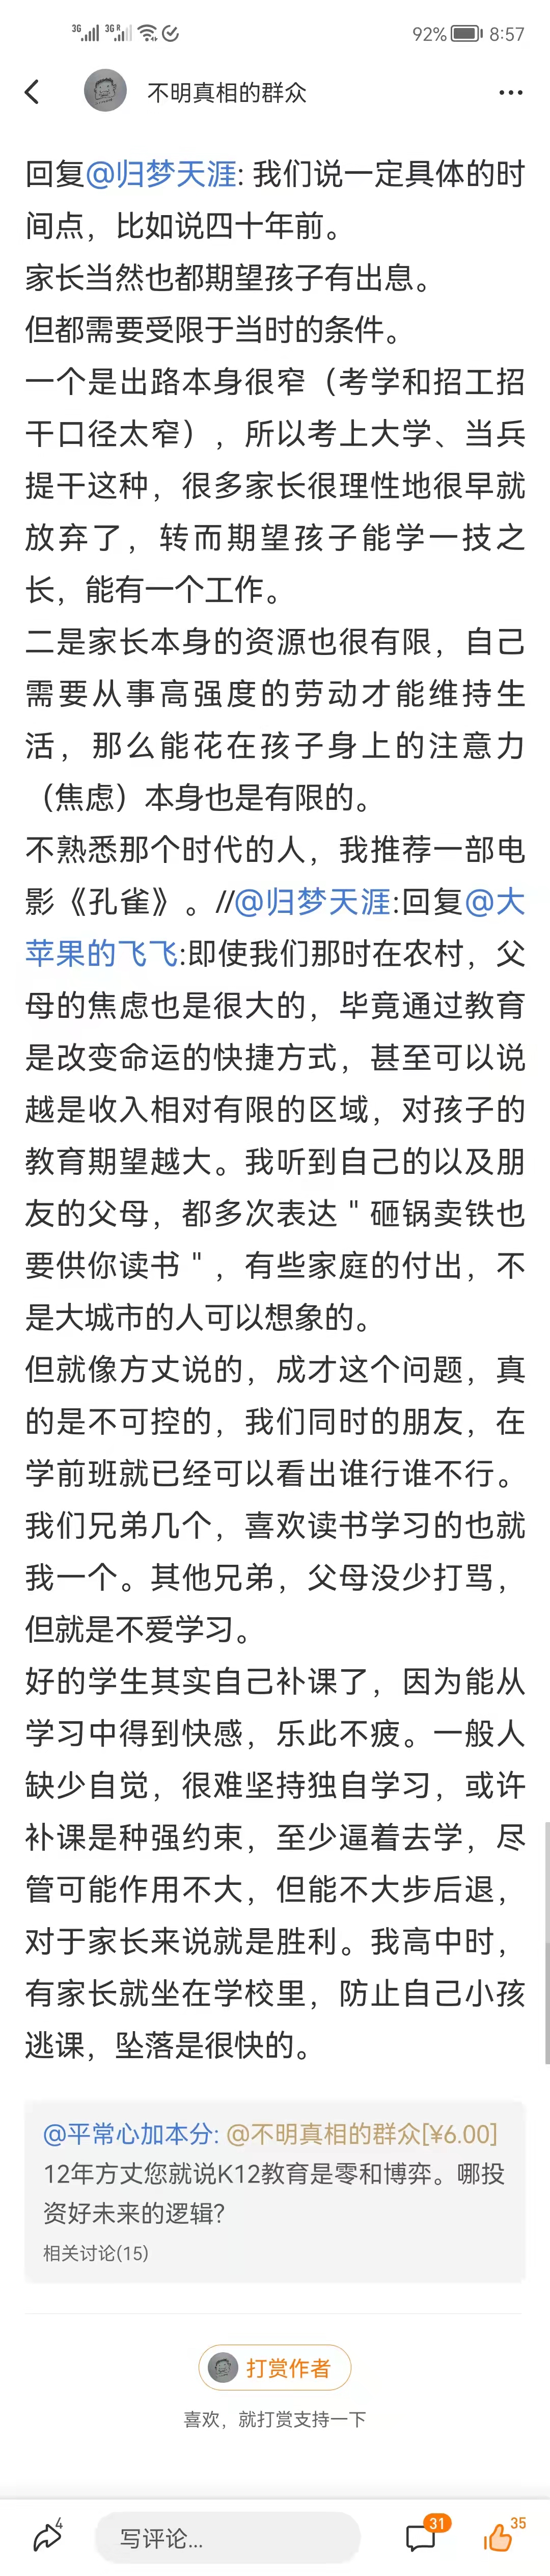 3G 3G R 92% 8:57
不明真相的群众
回复@归梦天涯: 我们说一定具体的时
间点，比如说四十年前。
家长当然也都期望孩子有出息。
但都需要受限于当时的条件。
一个是出路本身很窄（考学和招工招
干口径太窄），所以考上大学、当兵
提干这种，很多家长很理性地很早就
放弃了，转而期望孩子能学一技之
长，能有一个工作。
二是家长本身的资源也很有限，自己
需要从事高强度的劳动才能维持生
活，那么能花在孩子身上的注意力
（焦虑）本身也是有限的。
不熟悉那个时代的人，我推荐一部电
影《孔雀》。//@归梦天涯:回复@大
苹果的飞飞:即使我们那时在农村，父
母的焦虑也是很大的，毕竟通过教育
是改变命运的快捷方式，甚至可以说
越是收入相对有限的区域，对孩子的
教育期望越大。我听到自己的以及朋
友的父母，都多次表达＂砸锅卖铁也
要供你读书＂，有些家庭的付出，不
是大城市的人可以想象的。
但就像方丈说的，成才这个问题，真
的是不可控的，我们同时的朋友，在
学前班就已经可以看出谁行谁不行。
我们兄弟几个，喜欢读书学习的也就
我一个。其他兄弟，父母没少打骂，
但就是不爱学习。
好的学生其实自己补课了，因为能从
学习中得到快感，乐此不疲。一般人
缺少自觉，很难坚持独自学习，或许
补课是种强约束，至少逼着去学，尽
管可能作用不大，但能不大步后退，
对于家长来说就是胜利。我高中时，
有家长就坐在学校里，防止自己小孩
逃课，坠落是很快的。
@平常心加本分: @不明真相的群众[¥6.00]
12年方丈您就说K12教育是零和博弈。哪投
资好未来的逻辑?
相关讨论(15)
打赏作者
喜欢，就打赏支持一下
4 写评论... 31 35